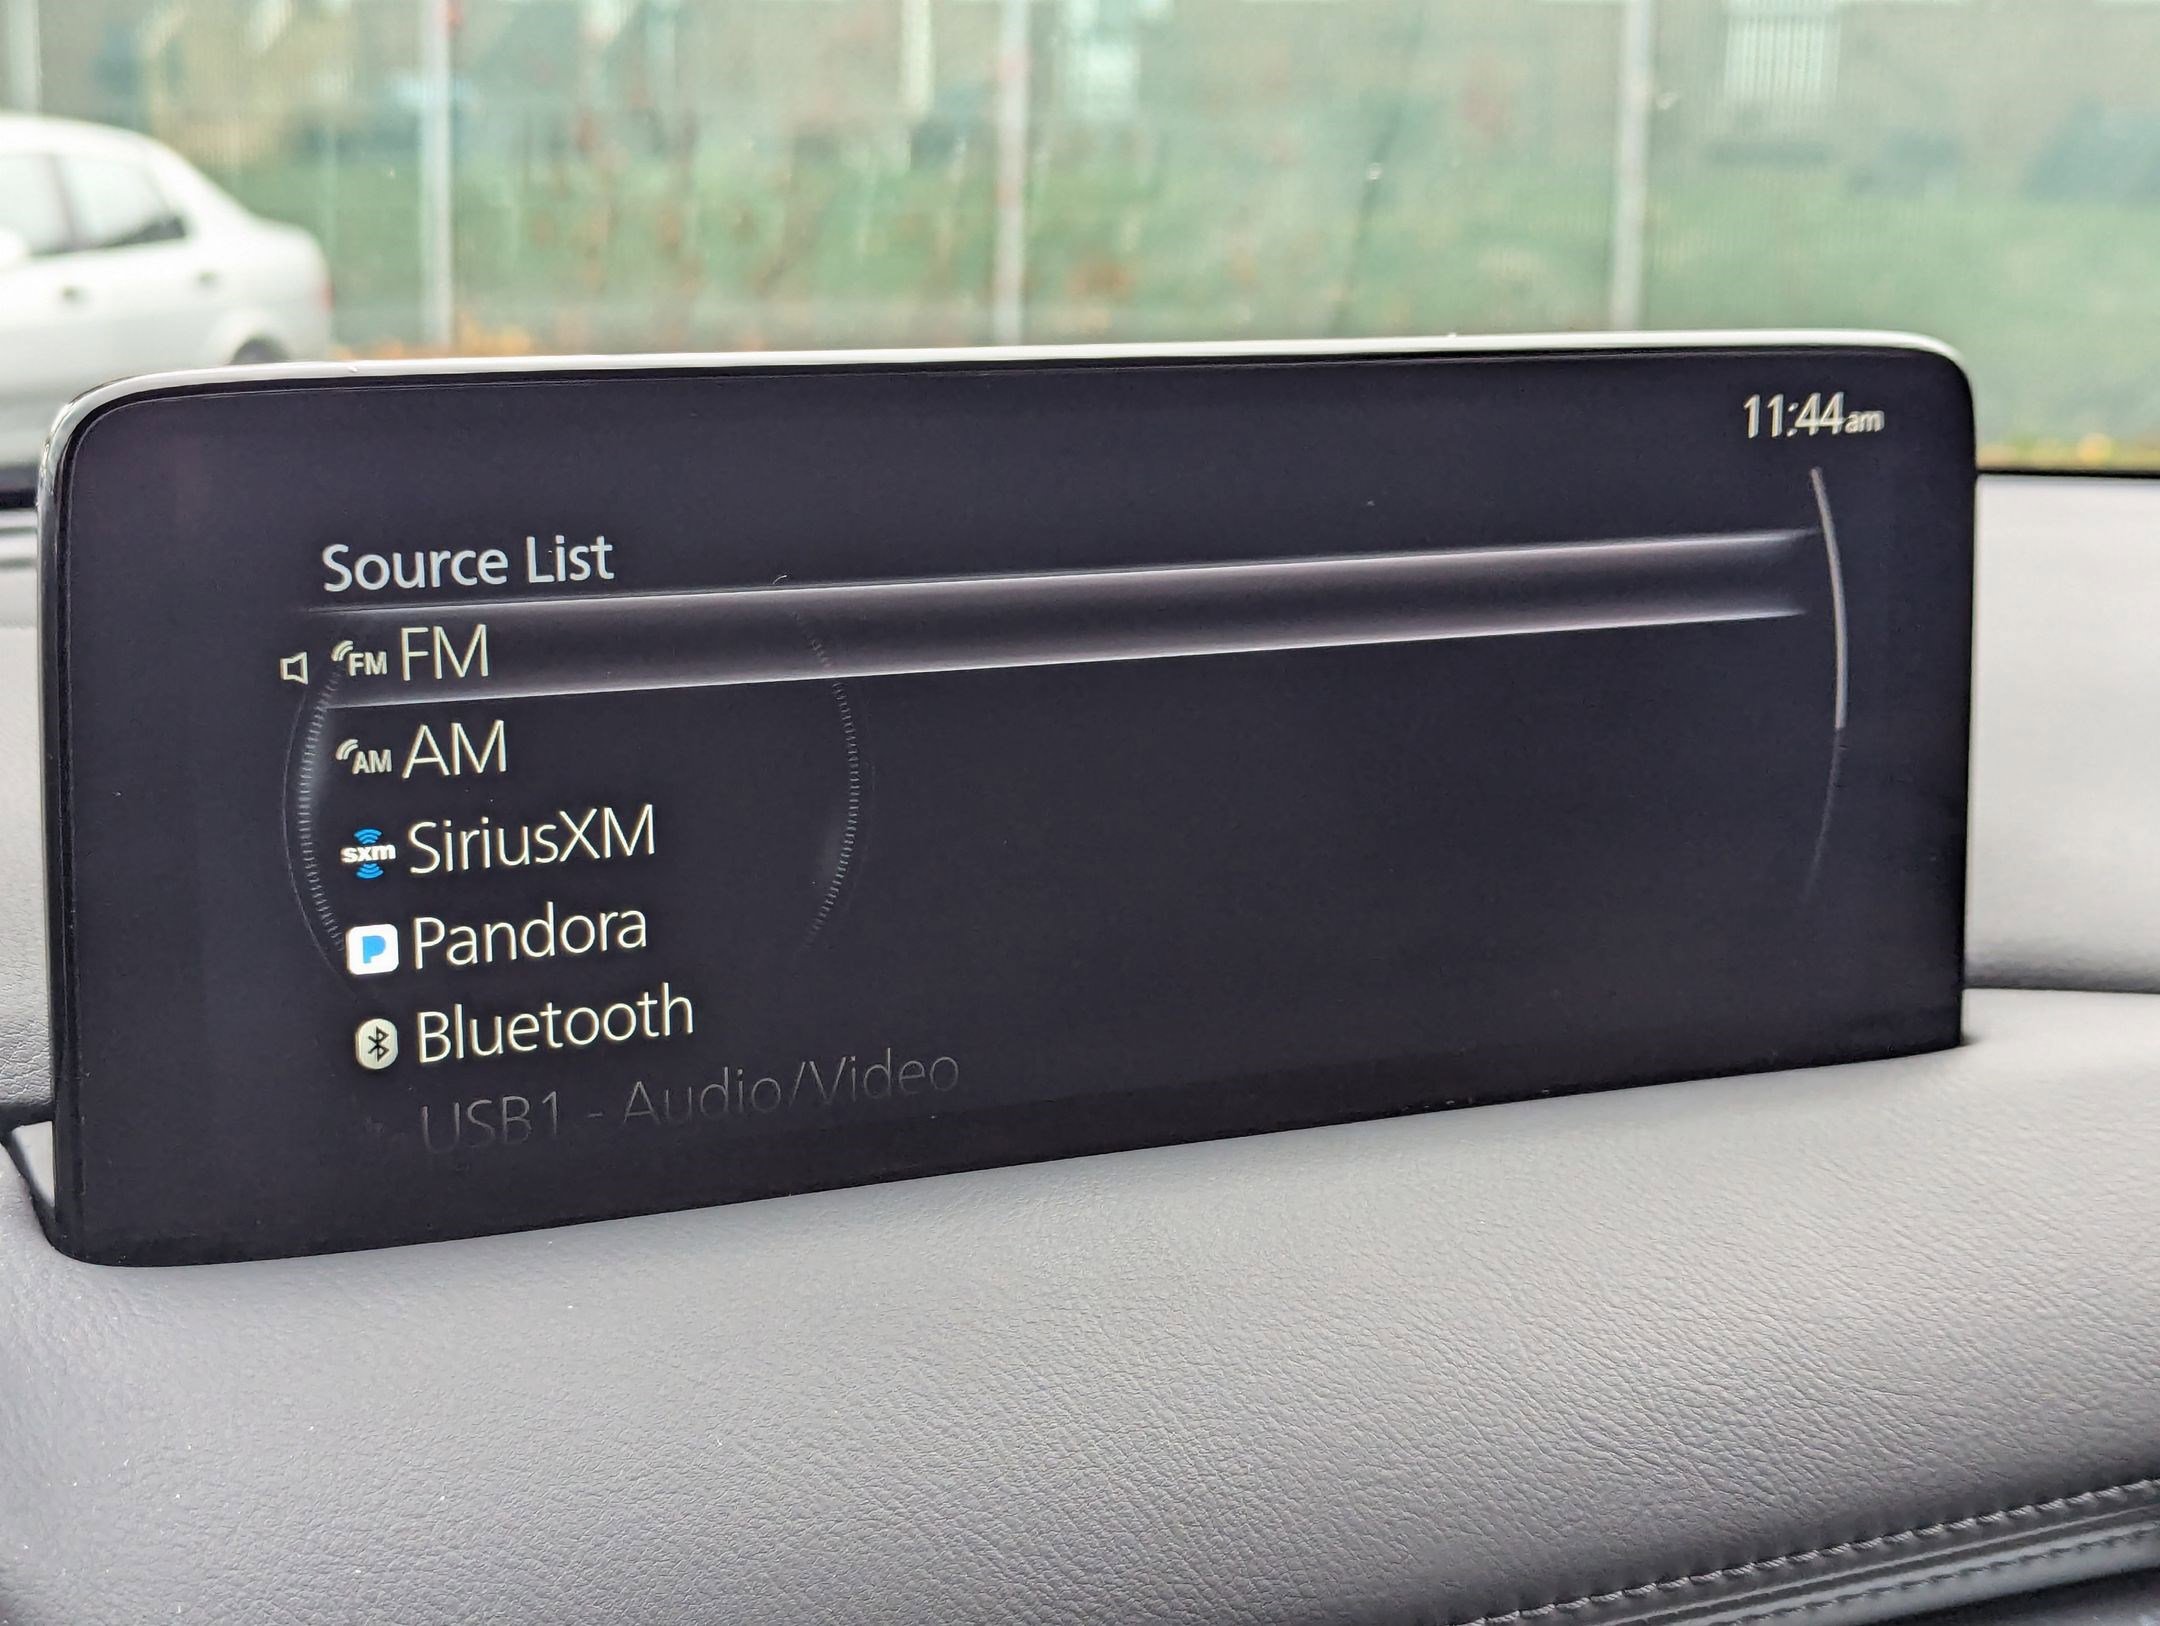 11:44am
Source List
FM FM
AM AM
sxm SiriusXM
P Pandora
Bluetooth
USB1 - Audio/Video